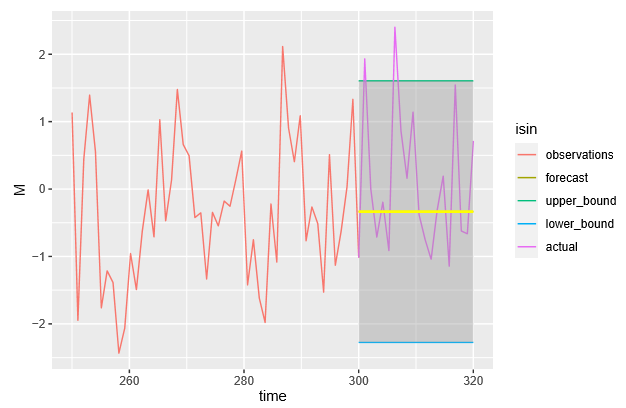 2
1
0
−1
−2
M
260
280
300
320
time
isin
observations
forecast
upper_bound
lower_bound
actual